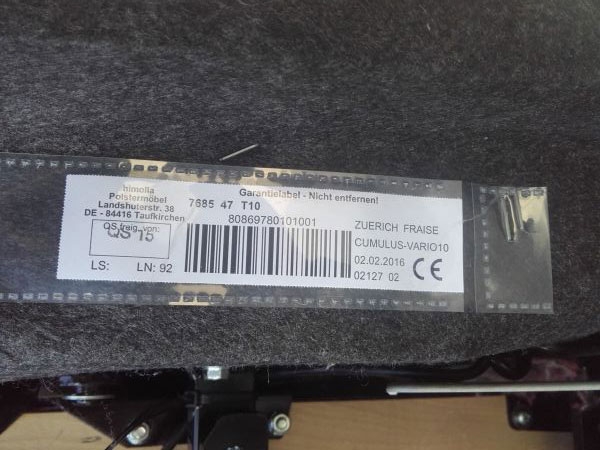 himolla
Polstermöbel
Landshuterstr. 38
DE - 84416 Taufkirchen
QS freig. von:
QS 15
LS: LN: 92
7685 47 T10
Garantielabel - Nicht entfernen!
80869780101001
ZUERICH FRAISE
CUMULUS-VARIO10
02.02.2016
02127 02
CE